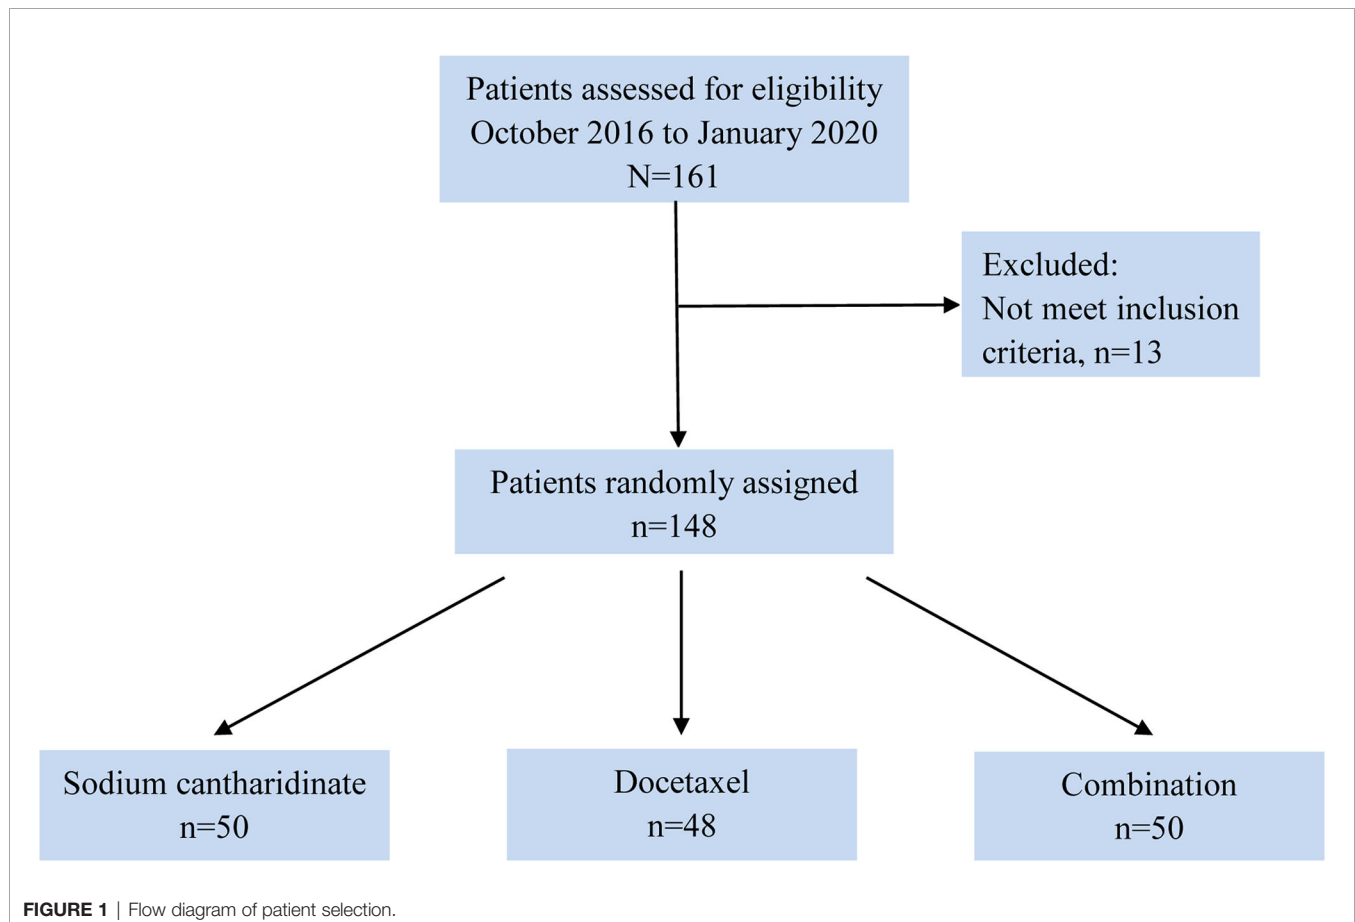 Patients assessed for eligibility
October 2016 to January 2020
N=161
Excluded:
Not meet inclusion
criteria, n=13
Patients randomly assigned
n=148
Sodium cantharidinate
n=50
Docetaxel
n=48
Combination
n=50
FIGURE 1 | Flow diagram of patient selection.